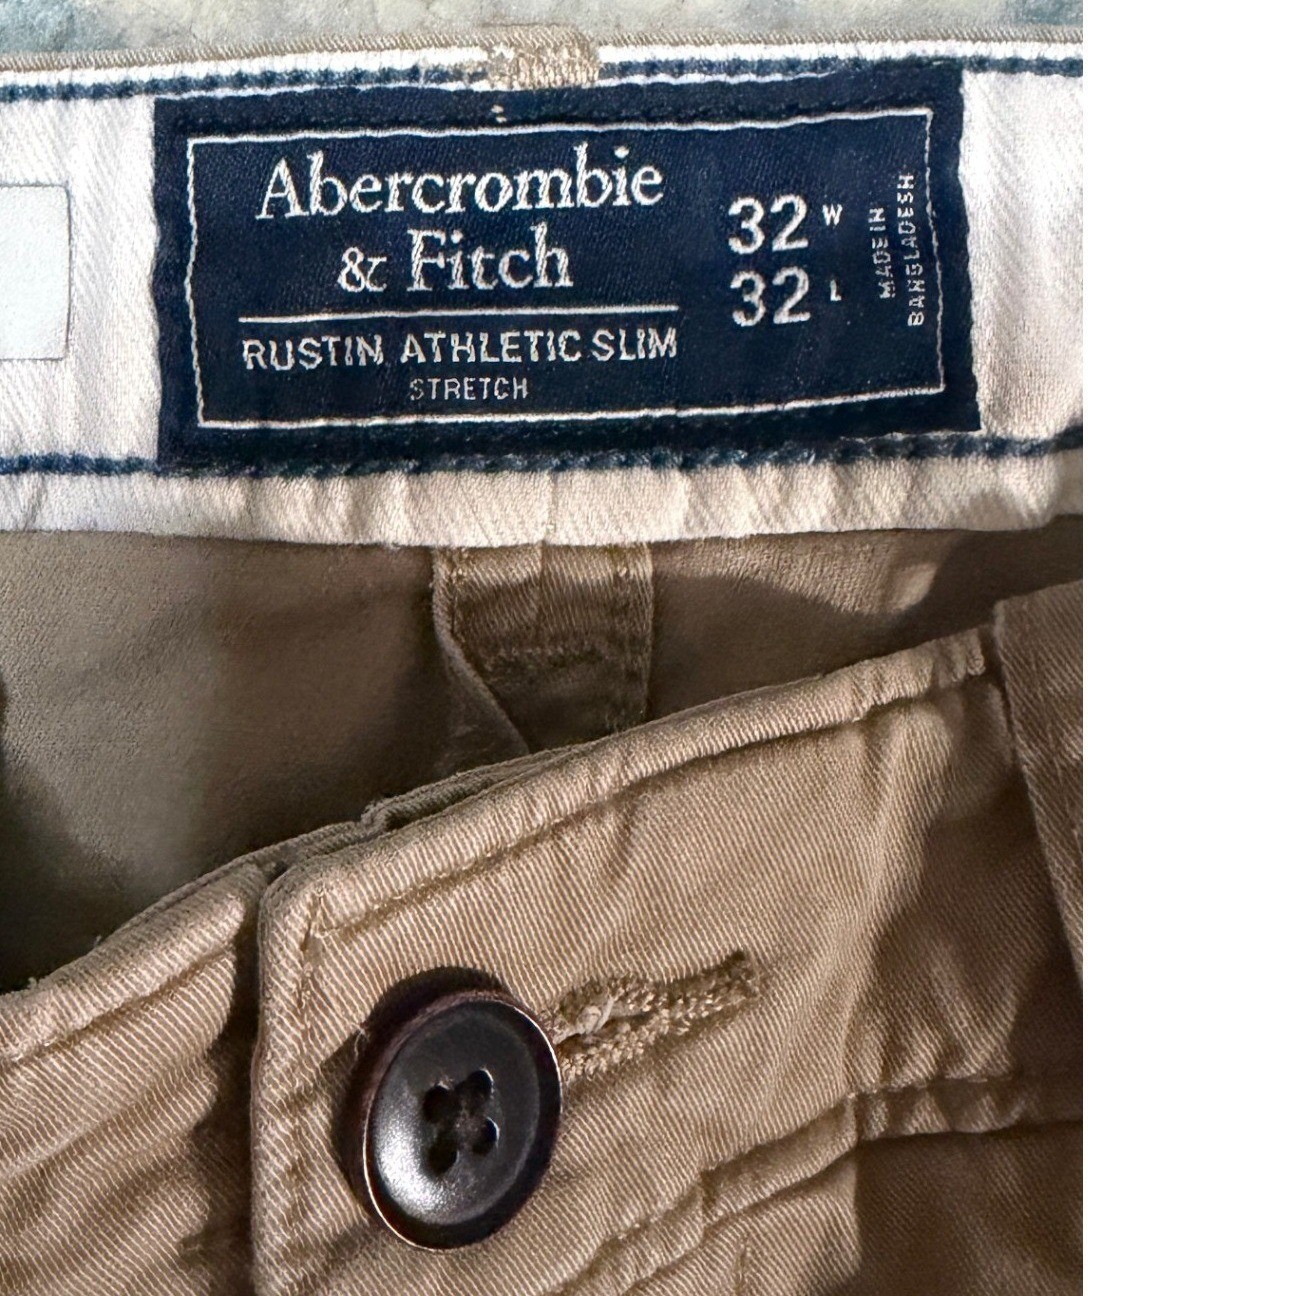 Abercrombie
& Fitch
RUSTIN ATHLETIC SLIM
STRETCH
32 W
32 L
MADE IN
BANGLADESH